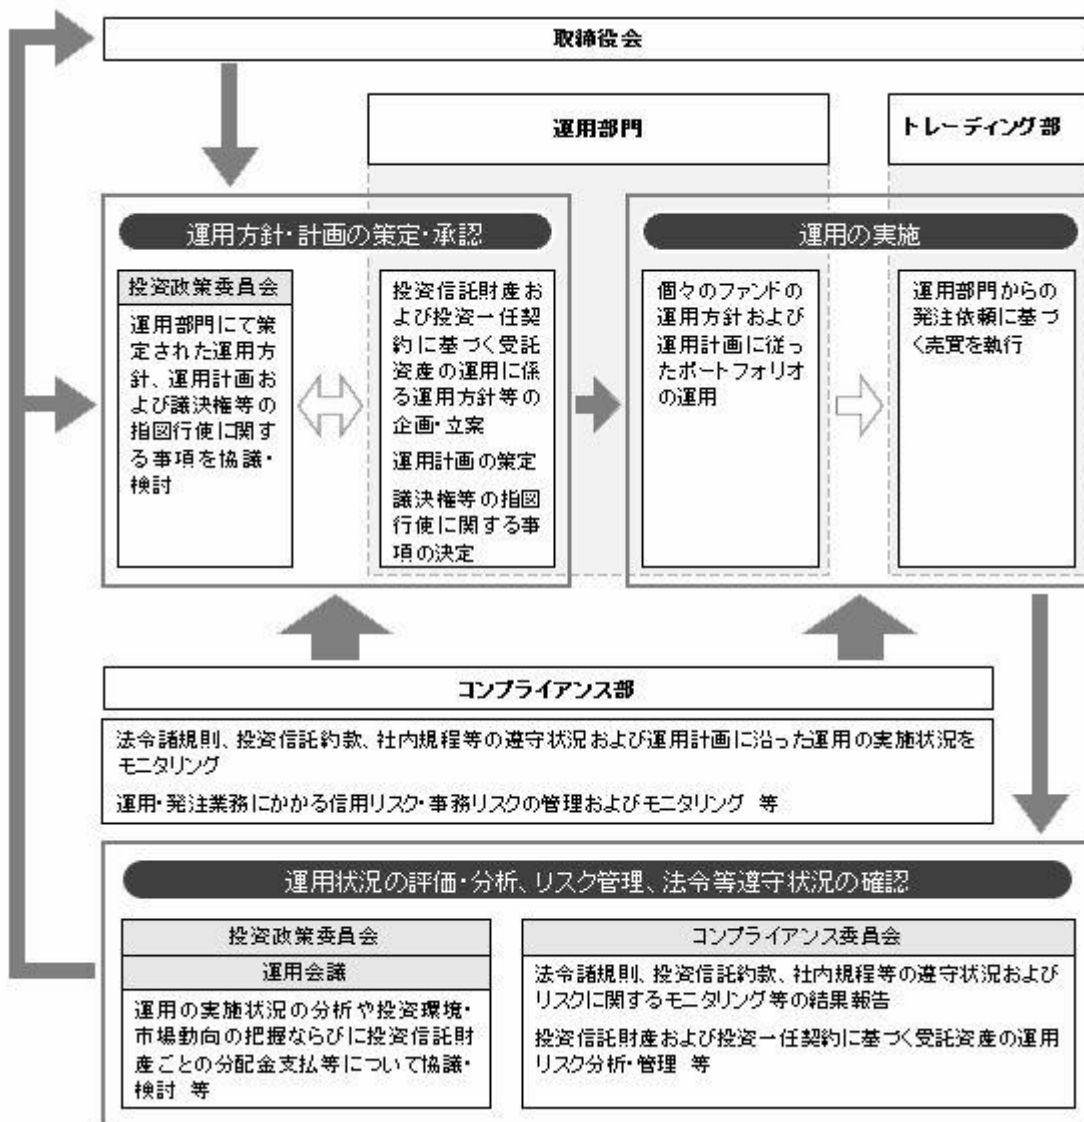 取締役会
運用部門
トレーディング部
運用方針・計画の策定・承認
投資政策委員会
運用部門にて策
定された運用方
針、運用計画お
よび議決権等の
指図行使に関す
る事項を協議・
検討
投資信託財産お
よび投資一任契
約に基づく受託
資産の運用に係
る運用方針等の
企画・立案
運用計画の策定
議決権等の指図
行使に関する事
項の決定
運用の実施
個々のファンドの
運用方針および
運用計画に従っ
たポートフォリオ
の運用
運用部門からの
発注依頼に基づ
く売買を執行
コンプライアンス部
法令諸規則、投資信託約款、社内規程等の遵守状況および運用計画に沿った運用の実施状況を
モニタリング
運用・発注業務にかかる信用リスク・事務リスクの管理およびモニタリング 等
運用状況の評価・分析、リスク管理、法令等遵守状況の確認
投資政策委員会
運用会議
運用の実施状況の分析や投資環境・
市場動向の把握ならびに投資信託財
産ごとの分配金支払等について協議・
検討 等
コンプライアンス委員会
法令諸規則、投資信託約款、社内規程等の遵守状況および
リスクに関するモニタリング等の結果報告
投資信託財産および投資一任契約に基づく受託資産の運用
リスク分析・管理 等